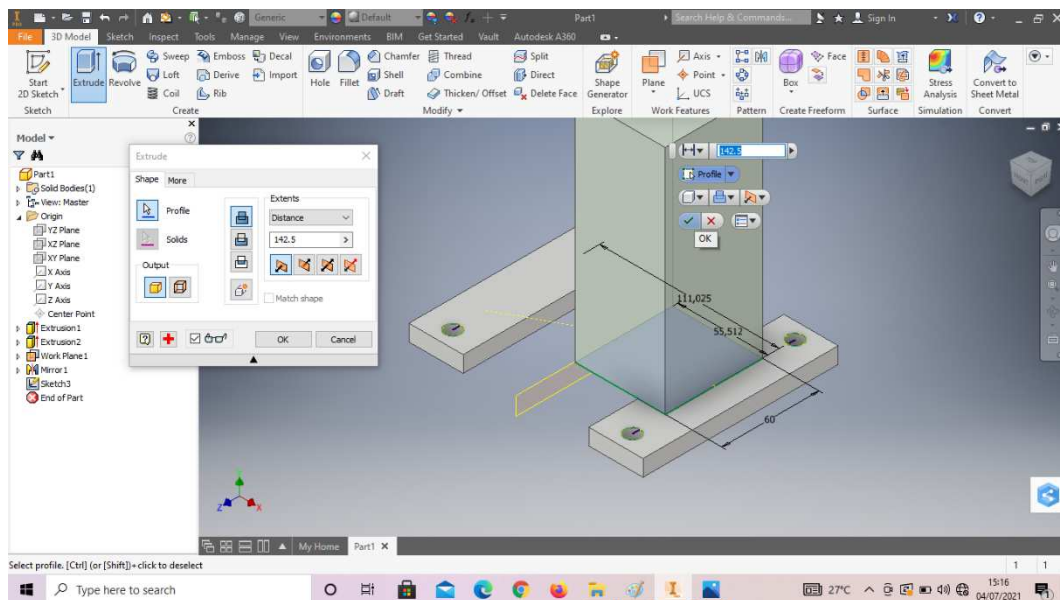 Generic
Default
Part1
Search Help & Commands...
Sign In
File 3D Model Sketch Inspect Tools Manage View Environments BIM Get Started Vault Autodesk A360
Start
2D Sketch
Extrude
Revolve
Sweep
Emboss
Decal
Loft
Derive
Import
Coil
Rib
Hole
Fillet
Chamfer
Thread
Split
Shell
Combine
Direct
Draft
Thicken/ Offset
Delete Face
Shape
Generator
Plane
Axis
Point
UCS
Box
Face
Stress
Analysis
Convert to
Sheet Metal
Sketch
Create
Modify
Explore
Work Features
Pattern
Create Freeform
Surface
Simulation
Convert
Model
Part1
Solid Bodies(1)
View: Master
Origin
YZ Plane
XZ Plane
XY Plane
X Axis
Y Axis
Z Axis
Center Point
Extrusion1
Extrusion2
Work Plane1
Mirror1
Sketch3
End of Part
Extrude
Shape More
Profile
Solids
Output
Extents
Distance
142.5
Match shape
OK
Cancel
142.5
Profile
OK
111,025
55,512
60
Y
Z
X
My Home
Part1
Select profile. [Ctrl] (or [Shift])+click to deselect
1 1
Type here to search
27°C
15:16
04/07/2021